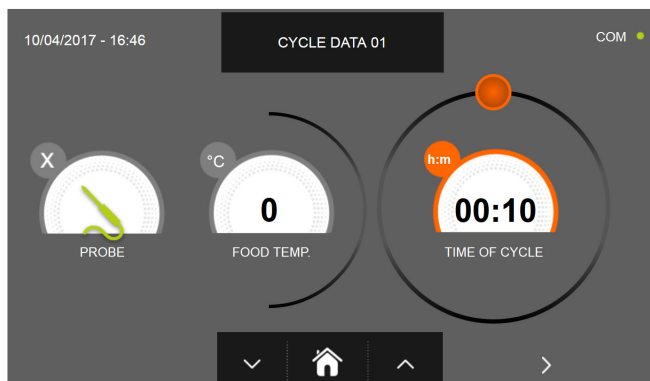 10/04/2017 - 16:46
CYCLE DATA 01
COM
X
°C
h:m
0
00:10
PROBE
FOOD TEMP.
TIME OF CYCLE